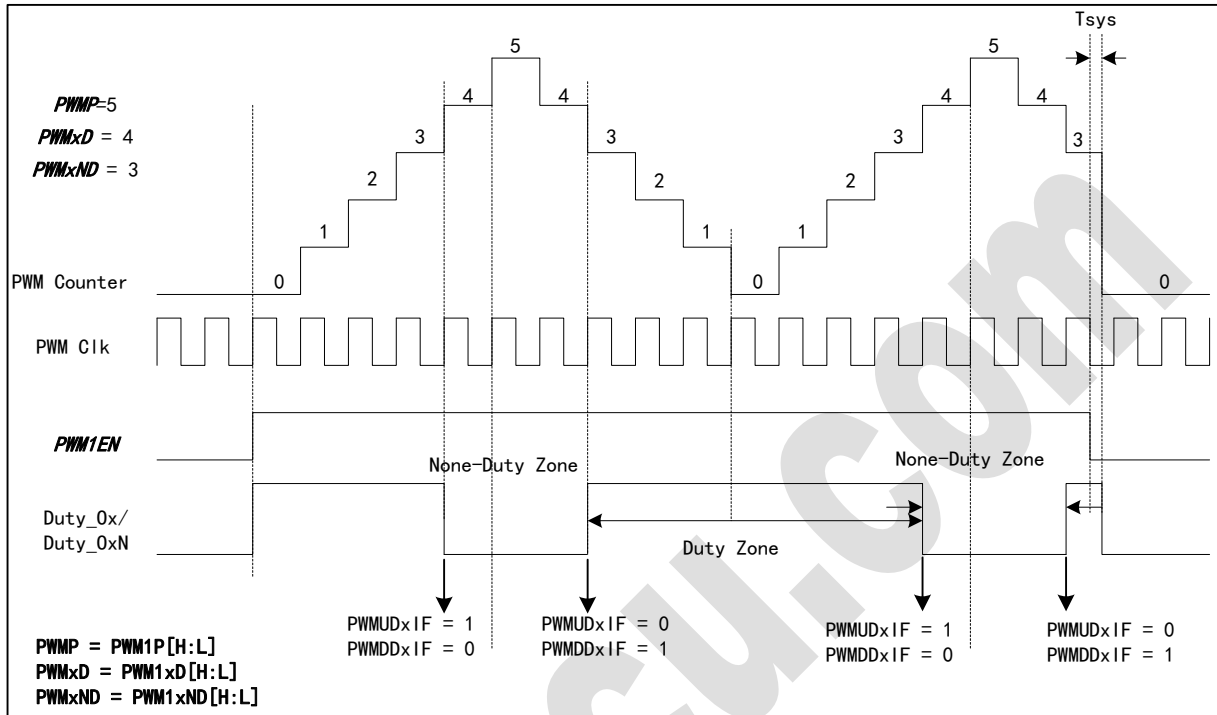 Tsys
5 5
PWMP=5
4 4 4 4
PWMxD = 4
3 3 3 3
PWMxND = 3
2 2 2
1 1 1
PWM Counter 0 0 0
PWM Clk
PWM1EN
None-Duty Zone None-Duty Zone
Duty_Ox/
Duty_OxN
Duty Zone
PWMUDxIF = 1 PWMUDxIF = 0 PWMUDxIF = 1 PWMUDxIF = 0
PWMDDxIF = 0 PWMDDxIF = 1 PWMDDxIF = 0 PWMDDxIF = 1
PWMP = PWM1P[H:L]
PWMxD = PWM1xD[H:L]
PWMxND = PWM1xND[H:L]
cu.com